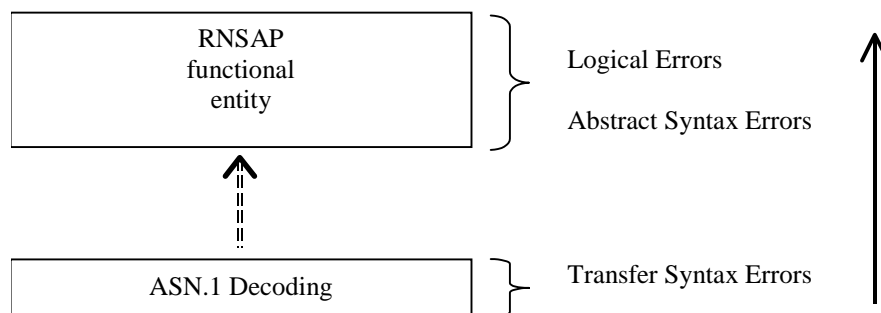 RNSAP
functional
entity
Logical Errors
Abstract Syntax Errors
ASN.1 Decoding
Transfer Syntax Errors